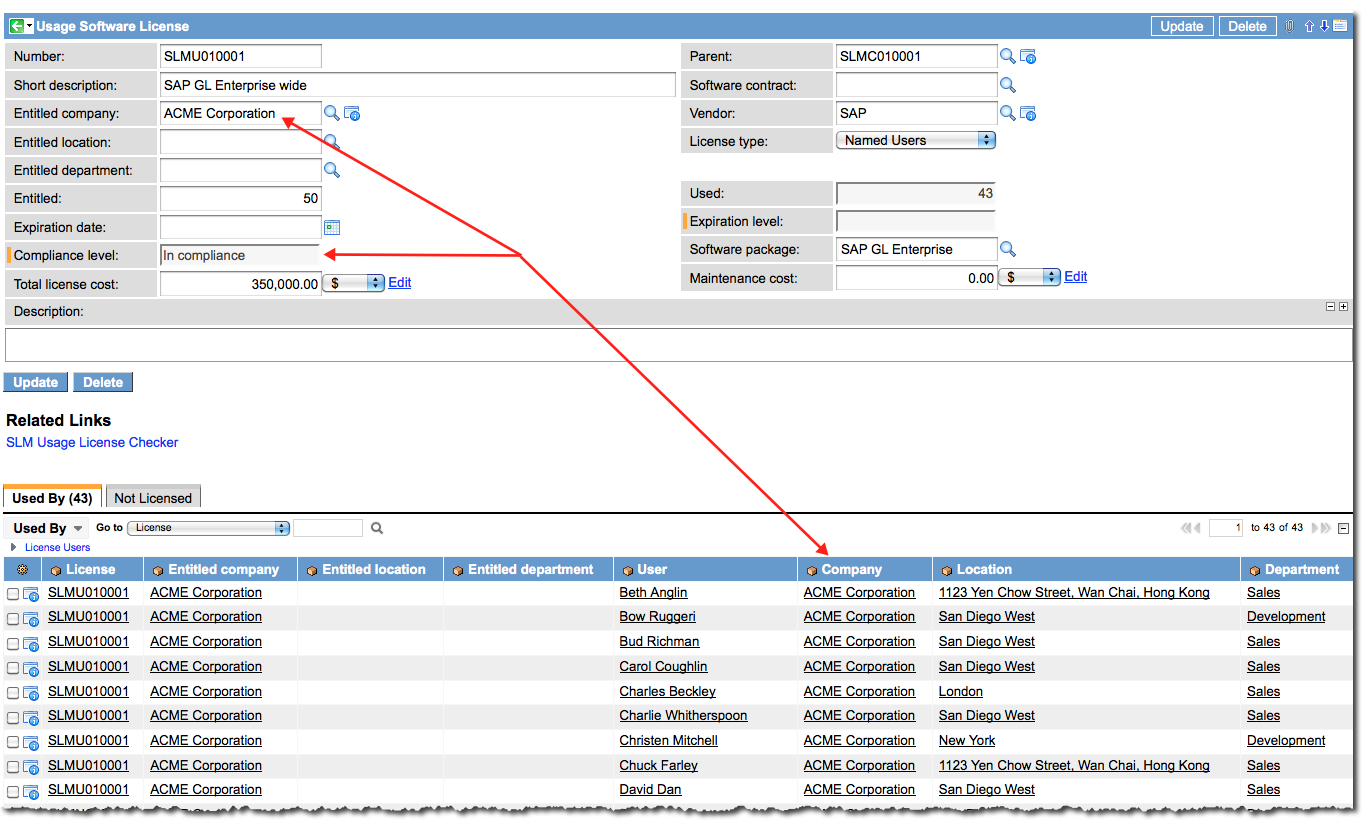 Usage Software License Update Delete
Number: SLMU010001 Parent: SLMC010001
Short description: SAP GL Enterprise wide Software contract:
Entitled company: ACME Corporation Vendor: SAP
Entitled location: License type: Named Users
Entitled department:
Entitled: 50 Used: 43
Expiration date: Expiration level:
Compliance level: In compliance Software package: SAP GL Enterprise
Total license cost: 350,000.00 $ Edit Maintenance cost: 0.00 $ Edit
Description:
Update Delete
Related Links
SLM Usage License Checker
Used By (43) Not Licensed
Used By Go to License 1 to 43 of 43
License Users
License Entitled company Entitled location Entitled department User Company Location Department
SLMU010001 ACME Corporation Beth Anglin ACME Corporation 1123 Yen Chow Street, Wan Chai, Hong Kong Sales
SLMU010001 ACME Corporation Bow Ruggeri ACME Corporation San Diego West Development
SLMU010001 ACME Corporation Bud Richman ACME Corporation San Diego West Sales
SLMU010001 ACME Corporation Carol Coughlin ACME Corporation San Diego West Sales
SLMU010001 ACME Corporation Charles Beckley ACME Corporation London Sales
SLMU010001 ACME Corporation Charlie Whitherspoon ACME Corporation San Diego West Sales
SLMU010001 ACME Corporation Christen Mitchell ACME Corporation New York Development
SLMU010001 ACME Corporation Chuck Farley ACME Corporation 1123 Yen Chow Street, Wan Chai, Hong Kong Sales
SLMU010001 ACME Corporation David Dan ACME Corporation San Diego West Sales